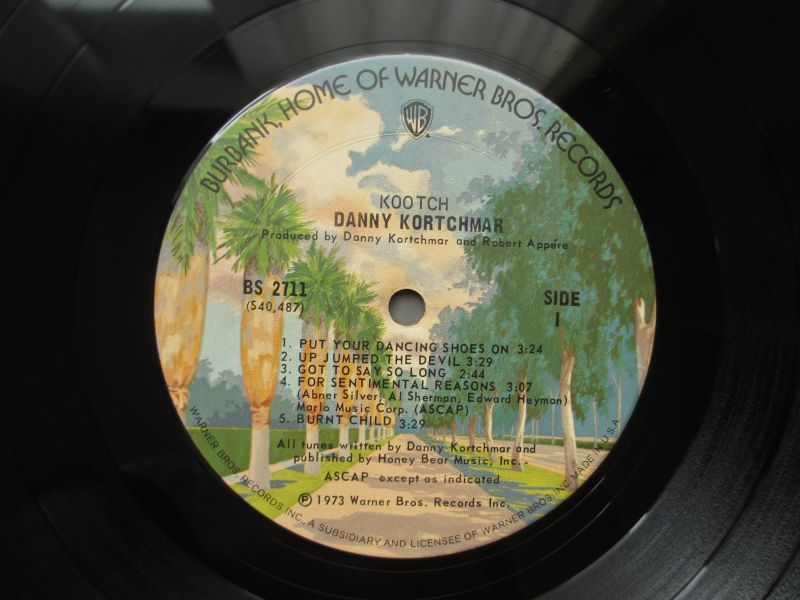 BURBANK, HOME OF WARNER BROS. RECORDS
WB
KOOTCH
DANNY KORTCHMAR
Produced by Danny Kortchmar and Robert Appére
BS 2711
(S40,487)
SIDE
1
1. PUT YOUR DANCING SHOES ON 3:24
2. UP JUMPED THE DEVIL 3:29
3. GOT TO SAY SO LONG 2:44
4. FOR SENTIMENTAL REASONS 3:07
(Abner Silver, Al Sherman, Edward Heyman)
Marlo Music Corp. (ASCAP)
5. BURNT CHILD 3:29
All tunes written by Danny Kortchmar and
published by Honey Bear Music, Inc.
ASCAP except as indicated
℗ 1973 Warner Bros. Records Inc.
WARNER BROS. RECORDS INC., A SUBSIDIARY AND LICENSEE OF WARNER BROS. INC. MADE IN U.S.A.